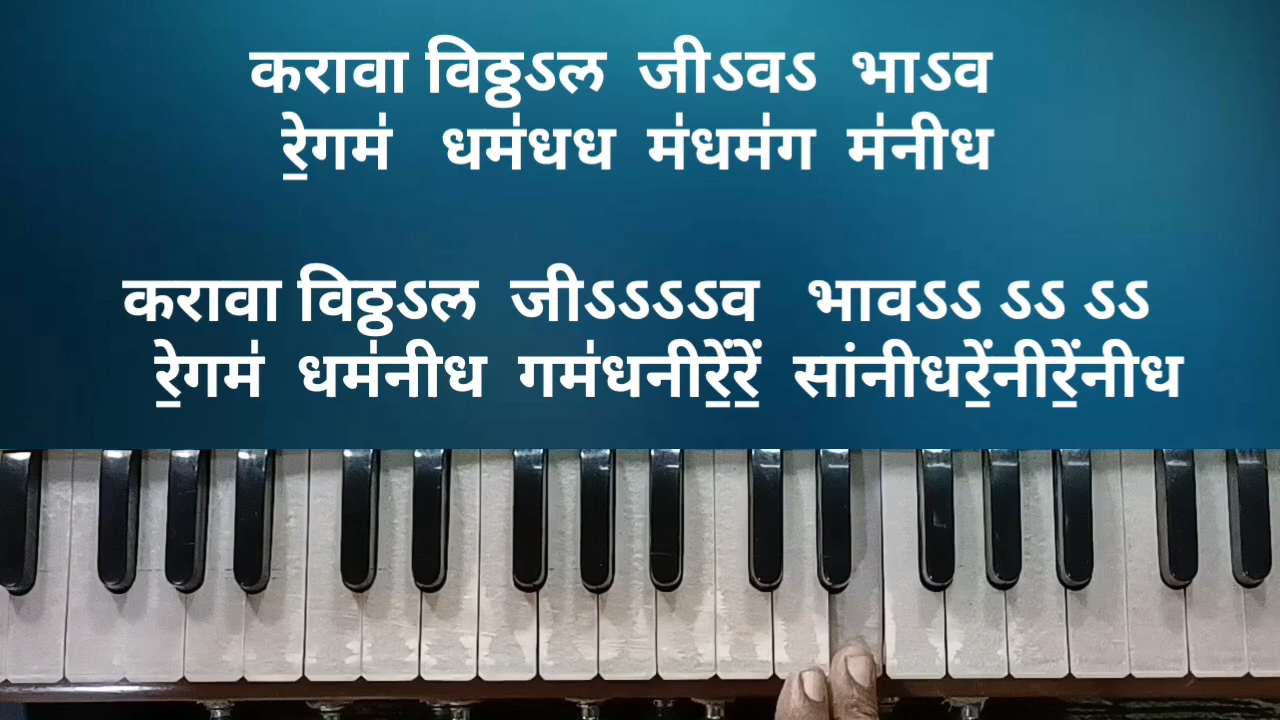 करावा विठ्ठऽल जीऽवऽ भाऽव
रे॒गम॑ धम॑धध म॑धम॑ग म॑नीध
करावा विठ्ठऽल जीऽऽऽऽव भावऽऽ ऽऽ ऽऽ
रे॒गम॑ धम॑नीध गम॑धनीरें॒रें॒ सांनीधरें॒नीरें॒नीध